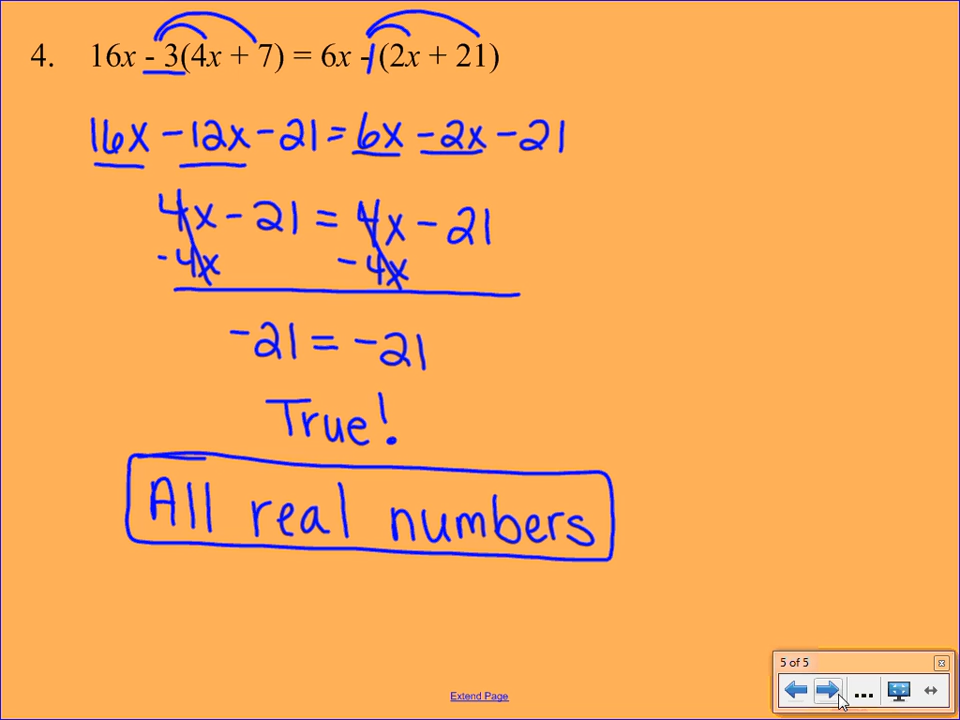 4. 16x - 3(4x + 7) = 6x - 1(2x + 21)
16x - 12x - 21 = 6x - 2x - 21
4x - 21 = 4x - 21
- 4x - 4x
-21 = -21
True!
All real numbers
5 of 5
...
Extend Page